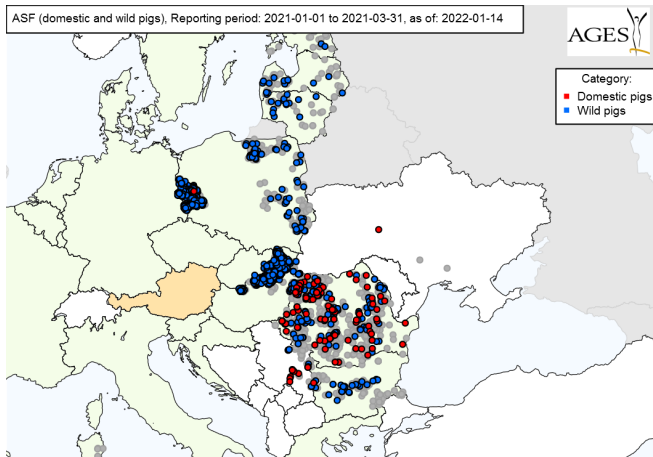 ASF (domestic and wild pigs), Reporting period: 2021-01-01 to 2021-03-31, as of: 2022-01-14
AGES
Category:
Domestic pigs
Wild pigs